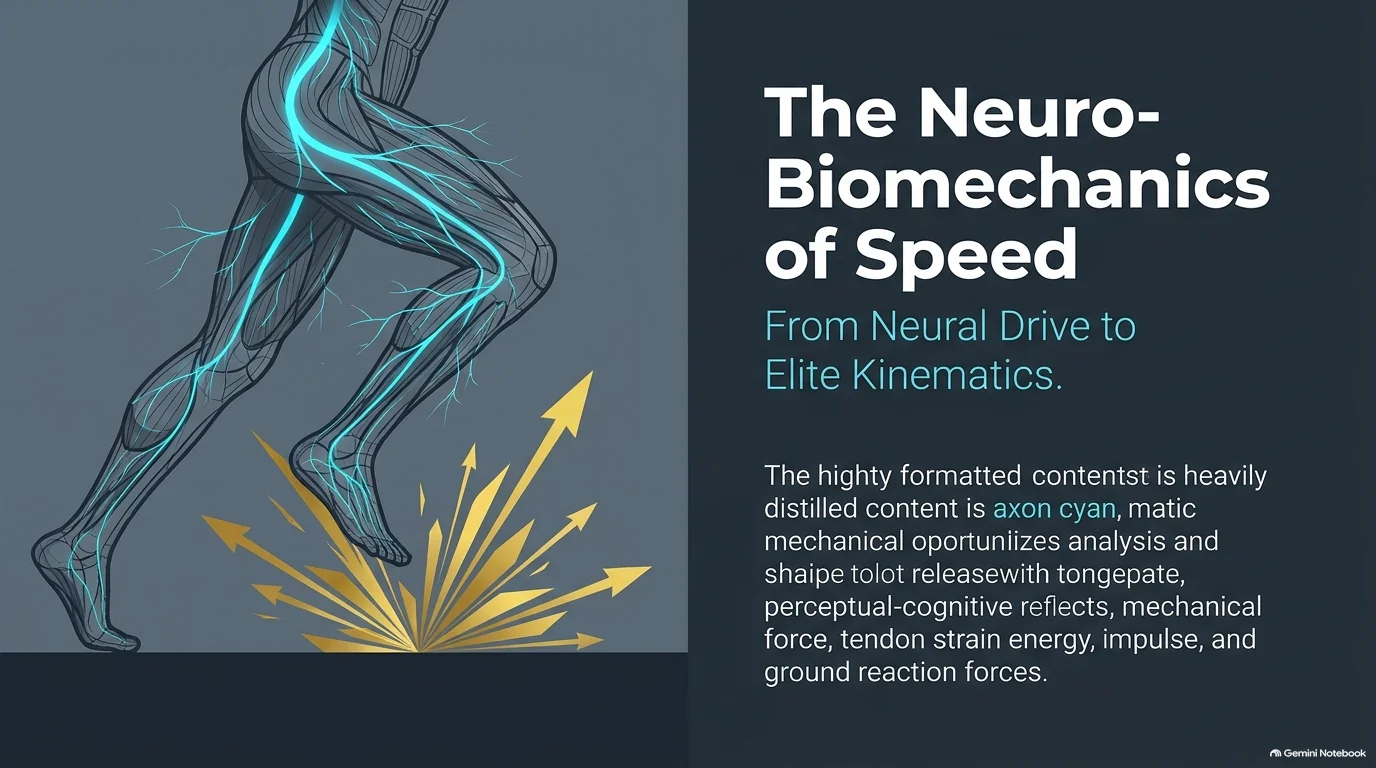 The Neuro-
Biomechanics
of Speed
From Neural Drive to
Elite Kinematics.
The highty formatted contentst is heavily
distilled content is axon cyan, matic
mechanical oportuniizes analysis and
shaipe tolot releasewith tongepate,
perceptual-cognitive reflects, mechanical
force, tendon strain energy, impulse, and
ground reaction forces.
Gemini Notebook